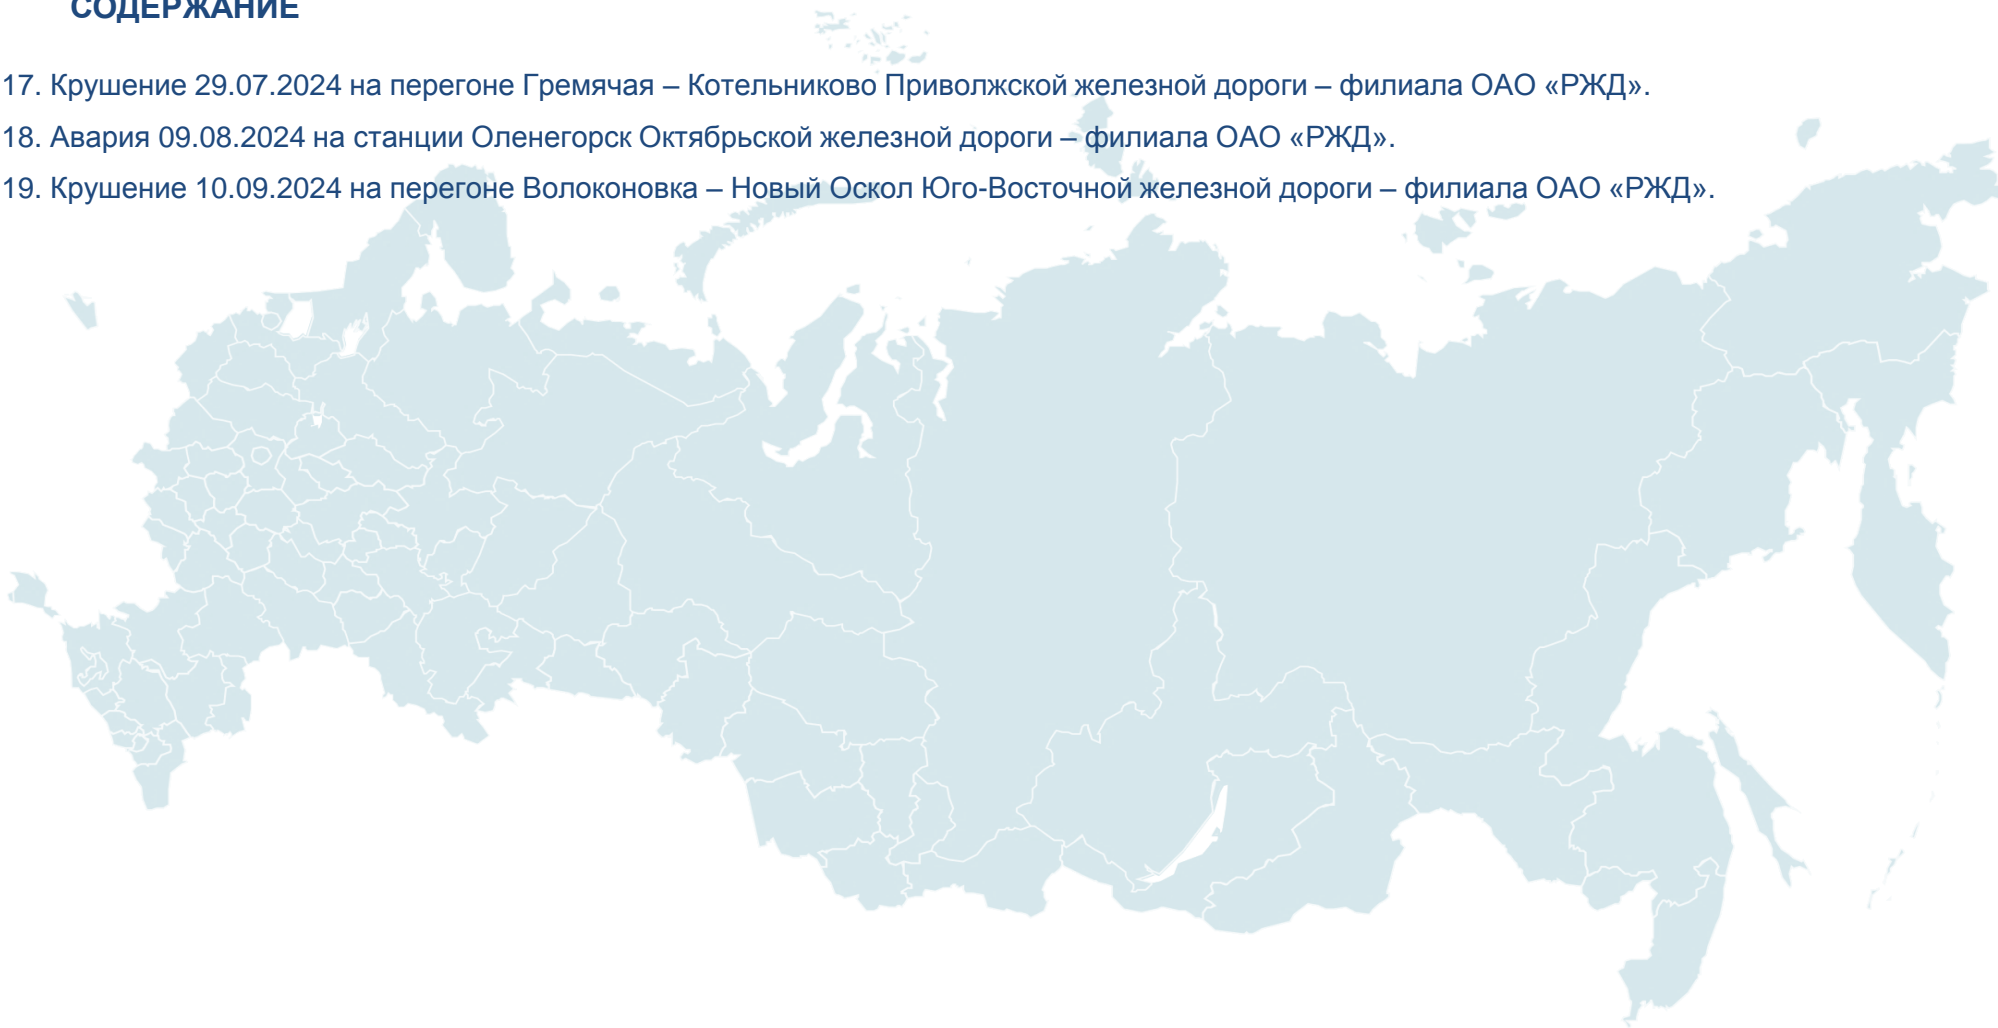 СОДЕРЖАНИЕ
17. Крушение 29.07.2024 на перегоне Гремячая – Котельниково Приволжской железной дороги – филиала ОАО «РЖД».
18. Авария 09.08.2024 на станции Оленегорск Октябрьской железной дороги – филиала ОАО «РЖД».
19. Крушение 10.09.2024 на перегоне Волоконовка – Новый Оскол Юго-Восточной железной дороги – филиала ОАО «РЖД».